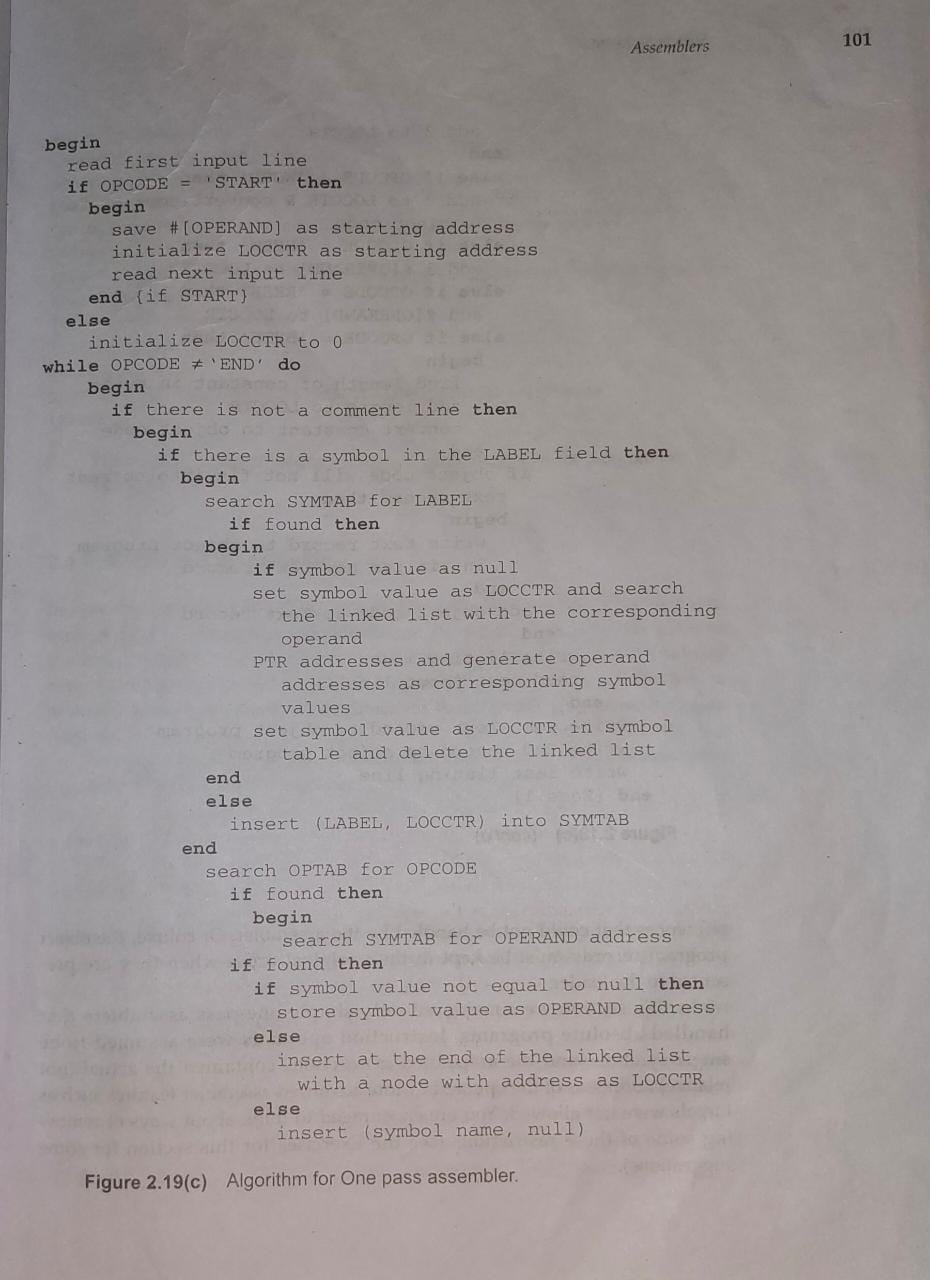 Assemblers 101
begin
read first input line
if OPCODE = 'START' then
begin
save #[OPERAND] as starting address
initialize LOCCTR as starting address
read next input line
end {if START}
else
initialize LOCCTR to 0
while OPCODE ≠ 'END' do
begin
if there is not a comment line then
begin
if there is a symbol in the LABEL field then
begin
search SYMTAB for LABEL
if found then
begin
if symbol value as null
set symbol value as LOCCTR and search
the linked list with the corresponding
operand
PTR addresses and generate operand
addresses as corresponding symbol
values
set symbol value as LOCCTR in symbol
table and delete the linked list
end
else
insert (LABEL, LOCCTR) into SYMTAB
end
search OPTAB for OPCODE
if found then
begin
search SYMTAB for OPERAND address
if found then
if symbol value not equal to null then
store symbol value as OPERAND address
else
insert at the end of the linked list
with a node with address as LOCCTR
else
insert (symbol name, null)
Figure 2.19(c) Algorithm for One pass assembler.